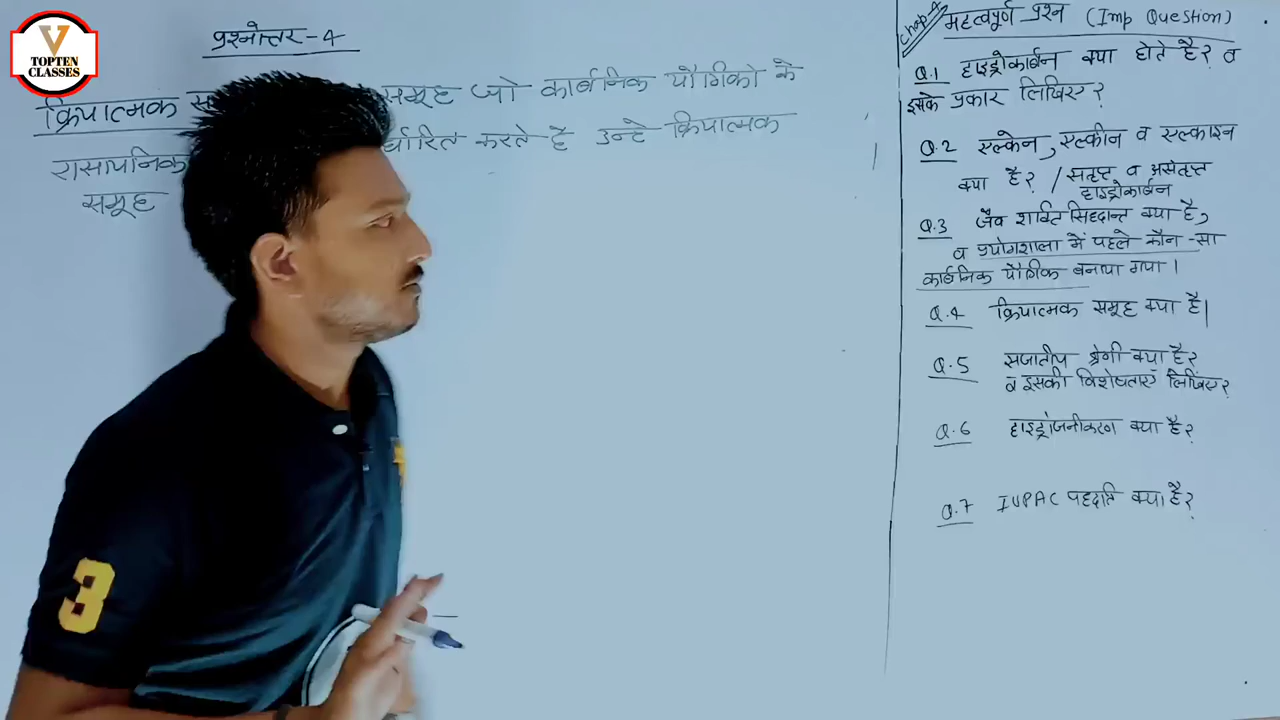 V
TOPTEN
CLASSES
प्रश्नोत्तर-4
क्रियात्मक स समूह जो कार्बनिक यौगिको के
रासायनिक र्धारित करते है उन्हे क्रियात्मक
समूह
Chap 4
महत्वपूर्ण प्रश्न (Imp Question)
Q.1 हाइड्रोकार्बन क्या होते है? व
इसके प्रकार लिखिए?
Q.2 एल्केन, एल्कीन व एल्काइन
क्या है? / संतृप्त व असंतृप्त
हाइड्रोकार्बन
Q.3 जैव शक्ति सिद्दान्त क्या है,
व प्रयोगशाला में पहले कौन-सा
कार्बनिक यौगिक बनाया गया।
Q.4 क्रियात्मक समूह क्या है|
Q.5 सजातीय श्रेणी क्या है?
व इसकी विशेषताएं लिखिए?
Q.6 हाइड्रोजनीकरण क्या है?
Q.7 IUPAC पद्दति क्या है?
3